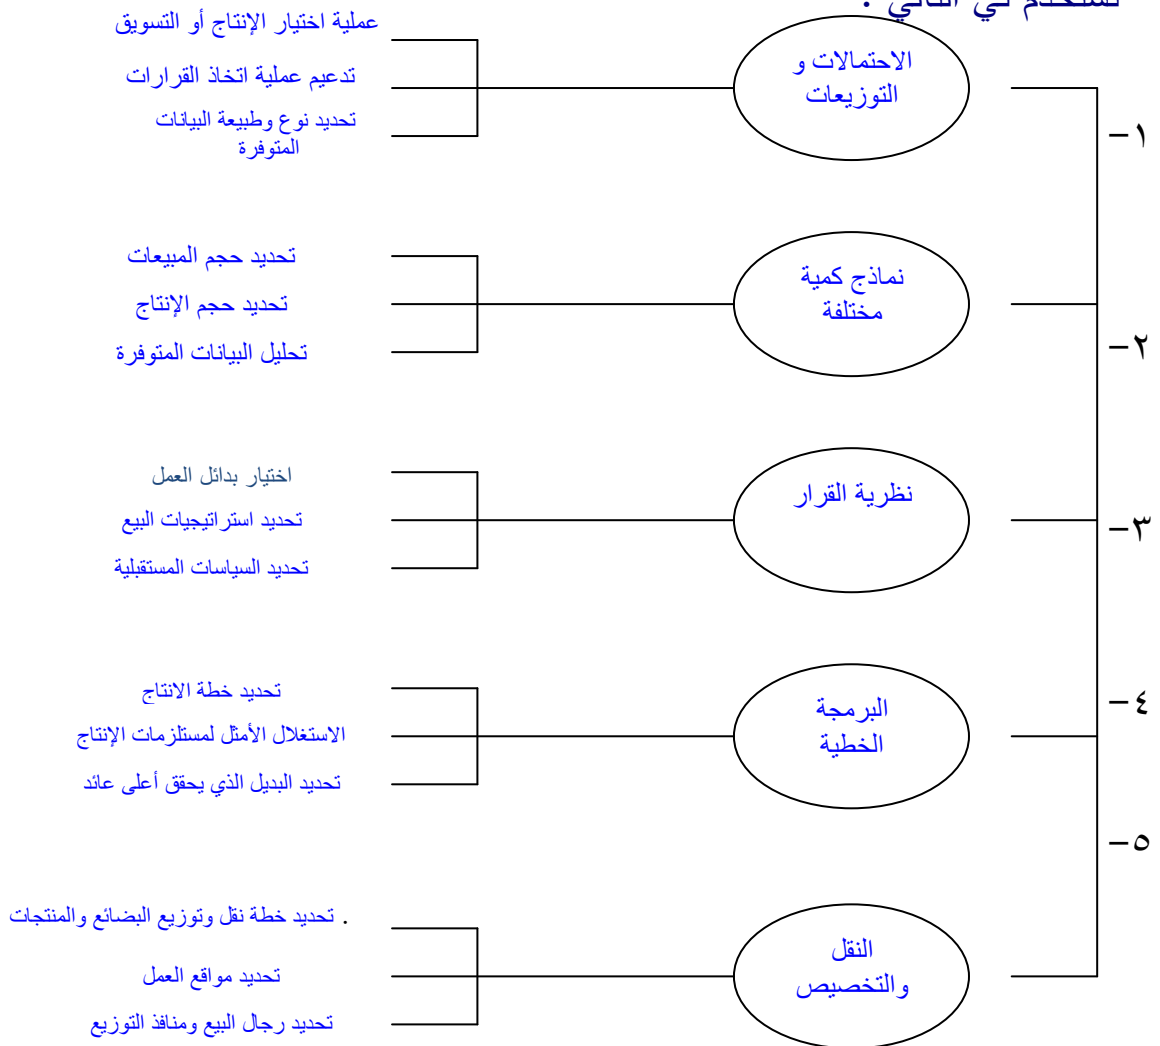 الاحتمالات و
التوزيعات
عملية اختيار الإنتاج أو التسويق
تدعيم عملية اتخاذ القرارات
تحديد نوع وطبيعة البيانات
المتوفرة
١-
نماذج كمية
مختلفة
تحديد حجم المبيعات
تحديد حجم الإنتاج
تحليل البيانات المتوفرة
٢-
نظرية القرار
اختيار بدائل العمل
تحديد استراتيجيات البيع
تحديد السياسات المستقبلية
٣-
البرمجة
الخطية
تحديد خطة الانتاج
الاستغلال الأمثل لمستلزمات الإنتاج
تحديد البديل الذي يحقق أعلى عائد
٤-
٥-
النقل
والتخصيص
. تحديد خطة نقل وتوزيع البضائع والمنتجات
تحديد مواقع العمل
تحديد رجال البيع ومنافذ التوزيع